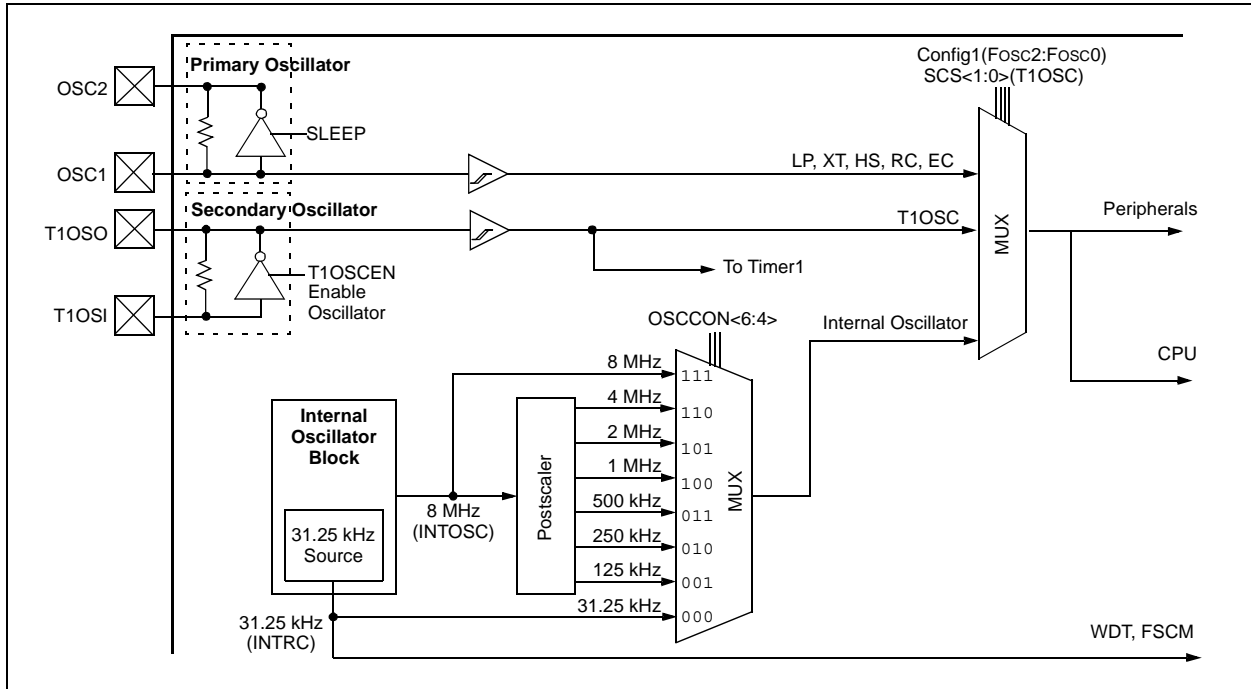 Config1(FOSC2:FOSC0)
SCS<1:0>(T1OSC)
Primary Oscillator
OSC2
SLEEP
OSC1
LP, XT, HS, RC, EC
Secondary Oscillator
T1OSO
T1OSC
MUX
Peripherals
To Timer1
T1OSCEN
Enable
Oscillator
T1OSI
OSCCON<6:4>
Internal Oscillator
CPU
8 MHz
111
4 MHz
110
Internal
Oscillator
Block
2 MHz
101
1 MHz
100
Postscaler
MUX
8 MHz
(INTOSC)
500 kHz
011
31.25 kHz
Source
250 kHz
010
125 kHz
001
31.25 kHz
000
31.25 kHz
(INTRC)
WDT, FSCM